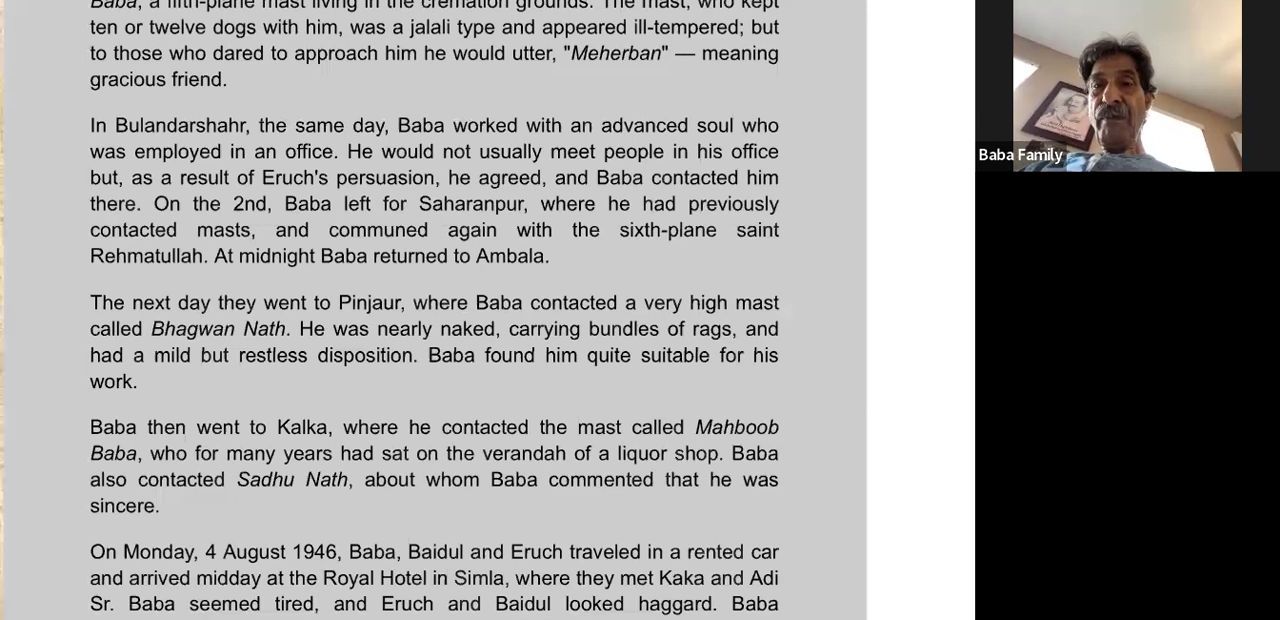 Baba, a fifth-plane mast living in the cremation grounds. The mast, who kept
ten or twelve dogs with him, was a jalali type and appeared ill-tempered; but
to those who dared to approach him he would utter, "Meherban" — meaning
gracious friend.
In Bulandarshahr, the same day, Baba worked with an advanced soul who
was employed in an office. He would not usually meet people in his office
but, as a result of Eruch's persuasion, he agreed, and Baba contacted him
there. On the 2nd, Baba left for Saharanpur, where he had previously
contacted masts, and communed again with the sixth-plane saint
Rehmatullah. At midnight Baba returned to Ambala.
The next day they went to Pinjaur, where Baba contacted a very high mast
called Bhagwan Nath. He was nearly naked, carrying bundles of rags, and
had a mild but restless disposition. Baba found him quite suitable for his
work.
Baba then went to Kalka, where he contacted the mast called Mahboob
Baba, who for many years had sat on the verandah of a liquor shop. Baba
also contacted Sadhu Nath, about whom Baba commented that he was
sincere.
On Monday, 4 August 1946, Baba, Baidul and Eruch traveled in a rented car
and arrived midday at the Royal Hotel in Simla, where they met Kaka and Adi
Sr. Baba seemed tired, and Eruch and Baidul looked haggard. Baba
Baba Family